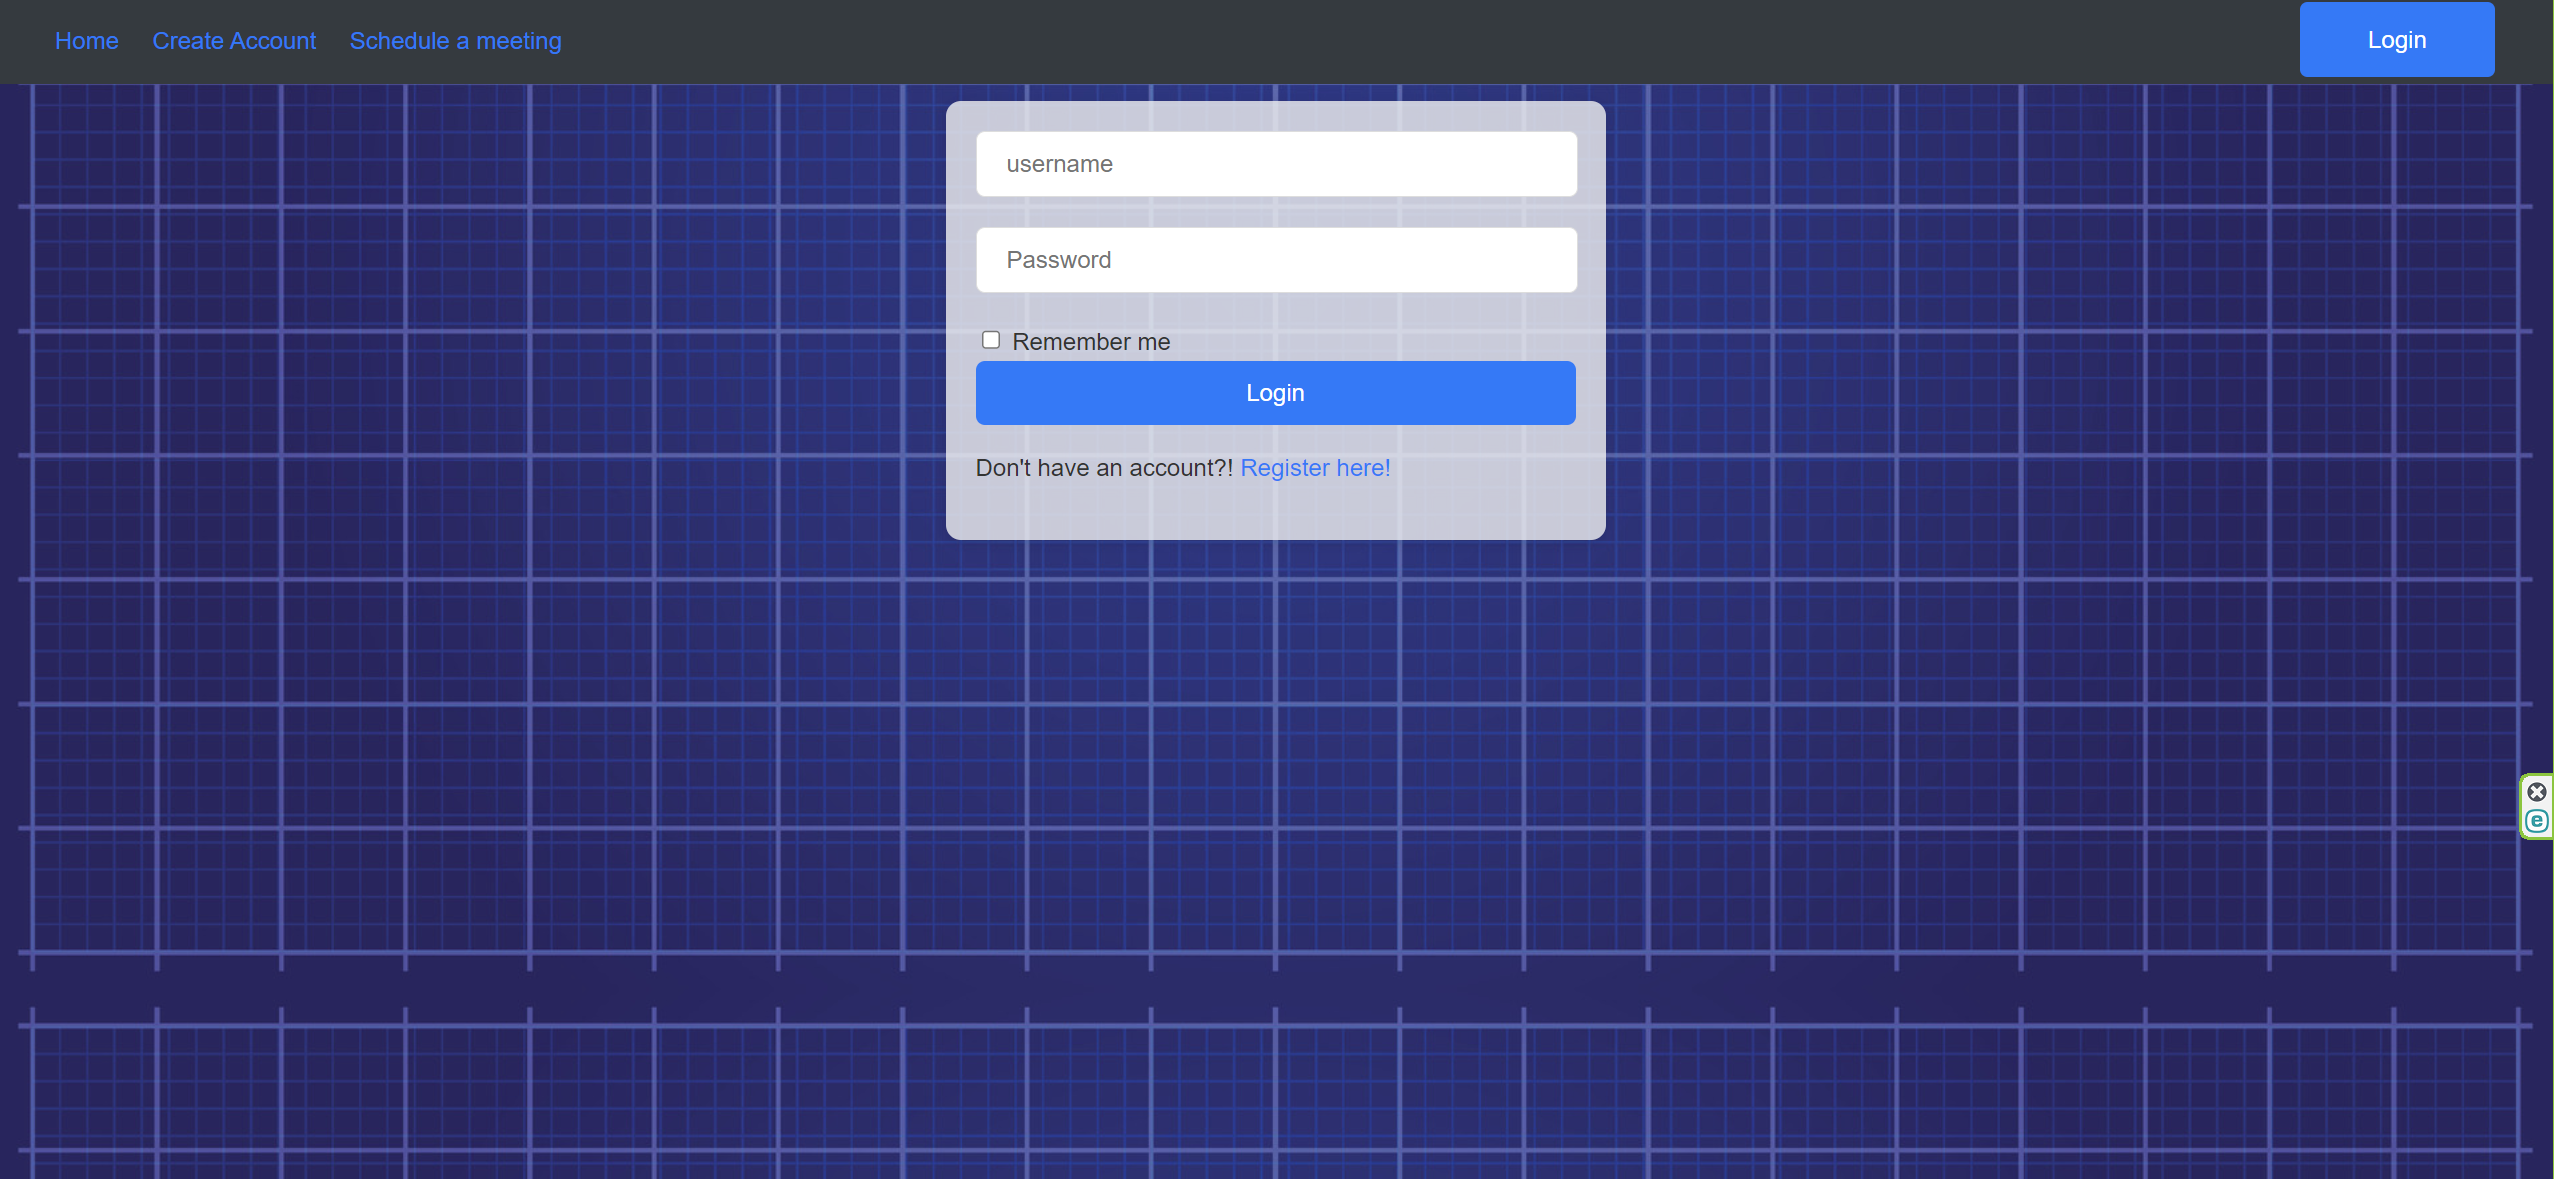 Home Create Account Schedule a meeting Login
username
Password
Remember me
Login
Don't have an account?! Register here!
e